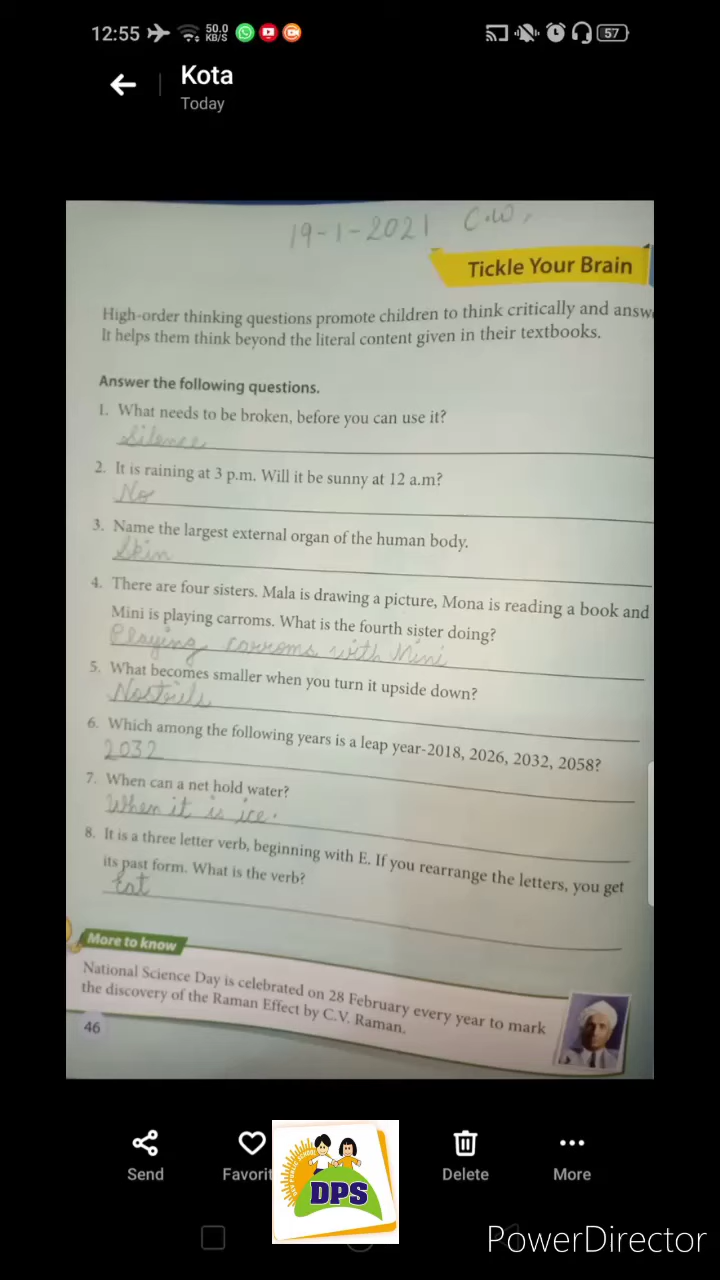 12:55 50.0 KB/S 57
Kota
Today
19-1-2021 C.W.
Tickle Your Brain
High-order thinking questions promote children to think critically and answ
It helps them think beyond the literal content given in their textbooks.
Answer the following questions.
1. What needs to be broken, before you can use it?
Silence
2. It is raining at 3 p.m. Will it be sunny at 12 a.m?
No
3. Name the largest external organ of the human body.
Skin
4. There are four sisters. Mala is drawing a picture, Mona is reading a book and
Mini is playing carroms. What is the fourth sister doing?
Playing carroms with Mini
5. What becomes smaller when you turn it upside down?
6. Which among the following years is a leap year-2018, 2026, 2032, 2058?
2032
7. When can a net hold water?
When it is ice.
8. It is a three letter verb, beginning with E. If you rearrange the letters, you get
its past form. What is the verb?
More to know
National Science Day is celebrated on 28 February every year to mark
the discovery of the Raman Effect by C.V. Raman.
46
Send Favorit Delete More
DPS
PowerDirector